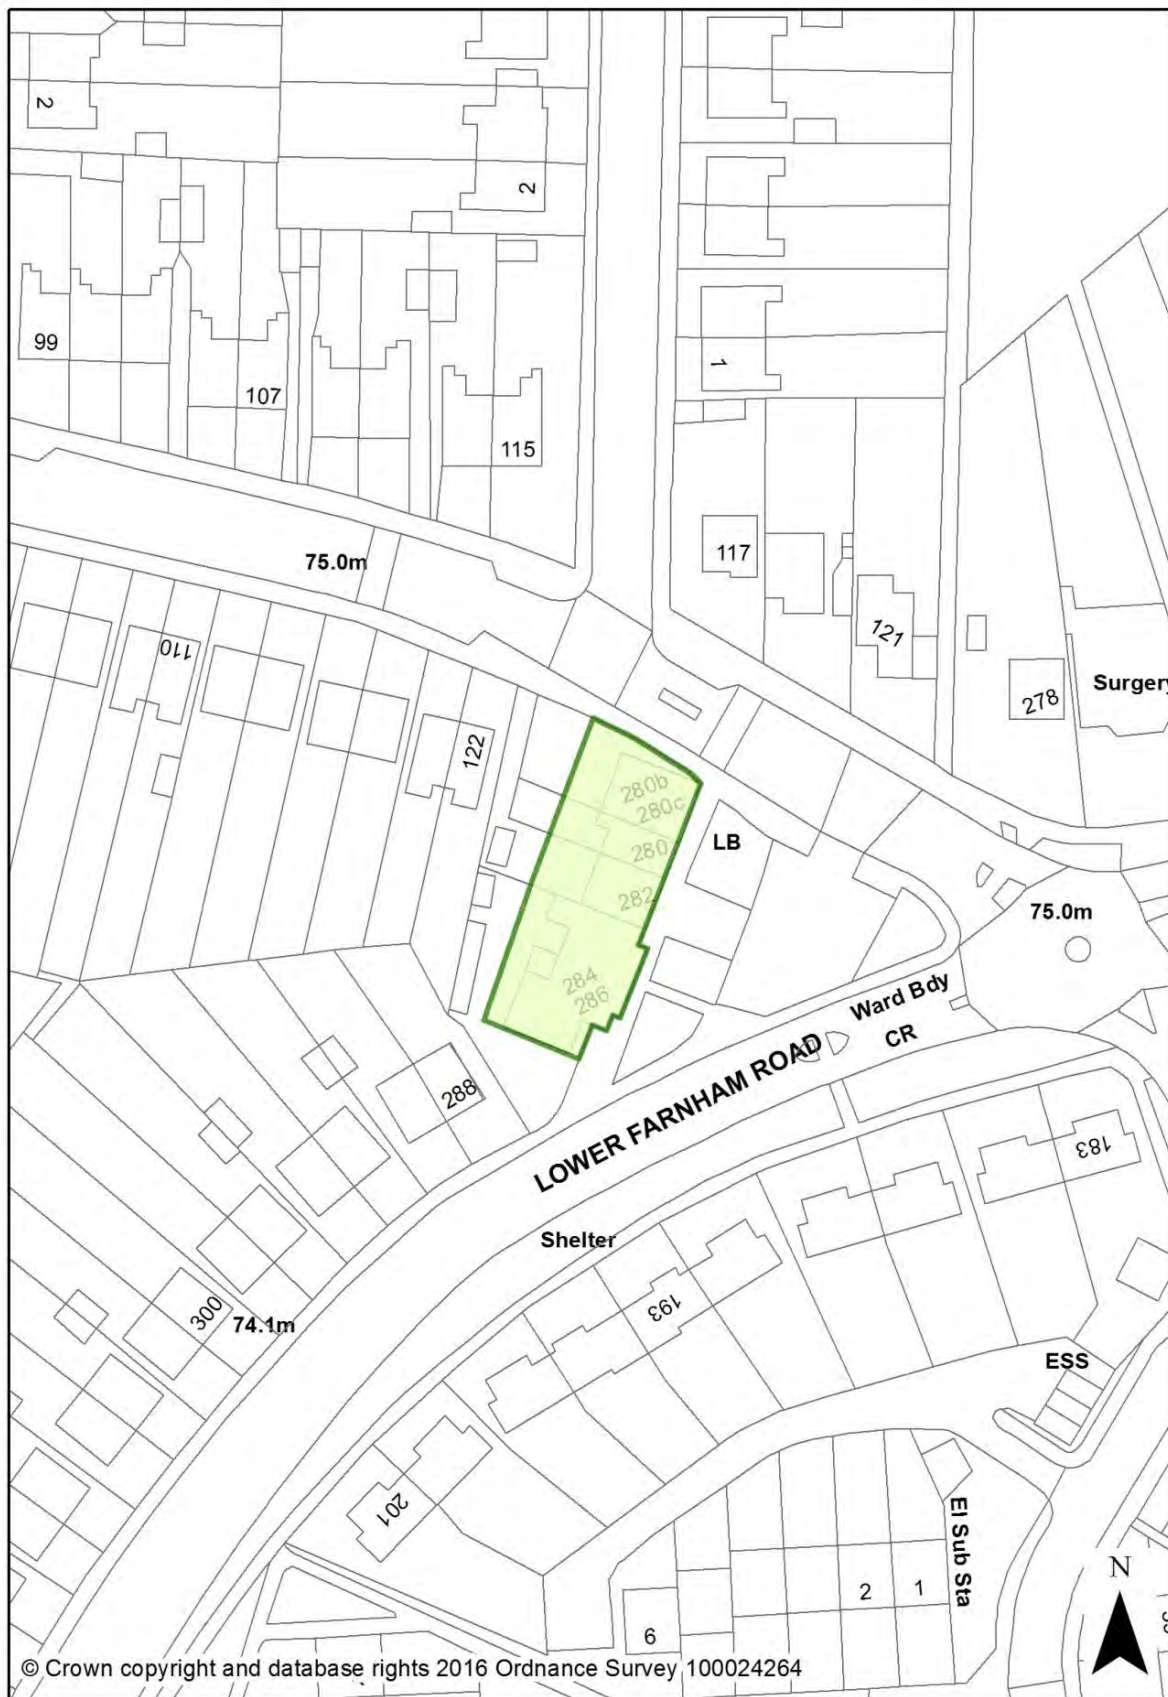 2
2
99
107
115
1
75.0m
117
121
278
Surgery
110
122
280b
280c
280
282
284
286
LB
75.0m
Ward Bdy
CR
LOWER FARNHAM ROAD
288
183
Shelter
193
300
74.1m
ESS
201
El Sub Sta
2
1
6
N
© Crown copyright and database rights 2016 Ordnance Survey 100024264